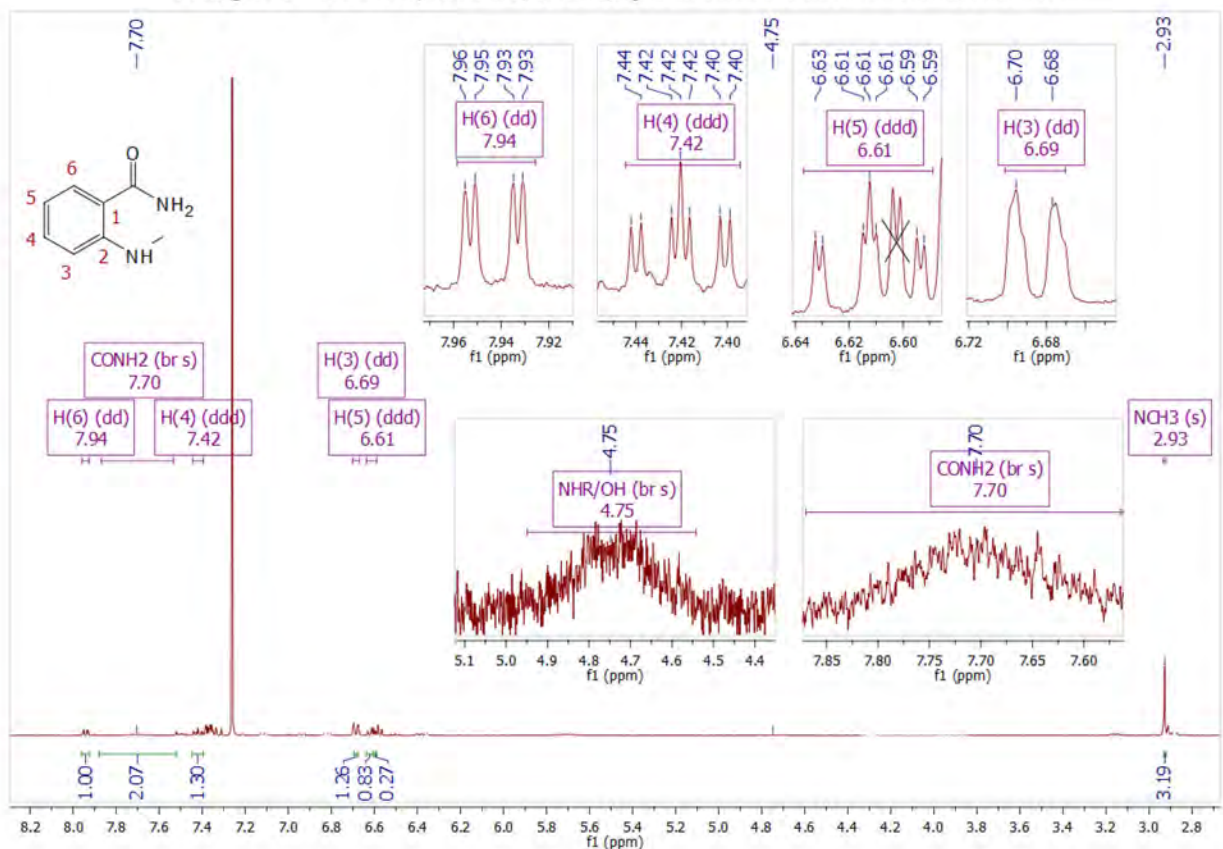 7.70
4.75
2.93
7.96 7.95 7.93 7.93
7.44 7.42 7.42 7.42 7.40 7.40
6.63 6.61 6.61 6.61 6.59 6.59
6.70 6.68
H(6) (dd)
7.94
H(4) (ddd)
7.42
H(5) (ddd)
6.61
H(3) (dd)
6.69
7.96 7.94 7.92
f1 (ppm)
7.44 7.42 7.40
f1 (ppm)
6.64 6.62 6.60
f1 (ppm)
6.72 6.68
f1 (ppm)
O
NH2
NH
1
2
3
4
5
6
CONH2 (br s)
7.70
H(6) (dd)
7.94
H(4) (ddd)
7.42
H(3) (dd)
6.69
H(5) (ddd)
6.61
NCH3 (s)
2.93
4.75
NHR/OH (br s)
4.75
5.1 5.0 4.9 4.8 4.7 4.6 4.5 4.4
f1 (ppm)
7.70
CONH2 (br s)
7.70
7.85 7.80 7.75 7.70 7.65 7.60
f1 (ppm)
1.00 2.07 1.30 1.26 0.83 0.27 3.19
8.2 8.0 7.8 7.6 7.4 7.2 7.0 6.8 6.6 6.4 6.2 6.0 5.8 5.6 5.4 5.2 5.0 4.8 4.6 4.4 4.2 4.0 3.8 3.6 3.4 3.2 3.0 2.8
f1 (ppm)